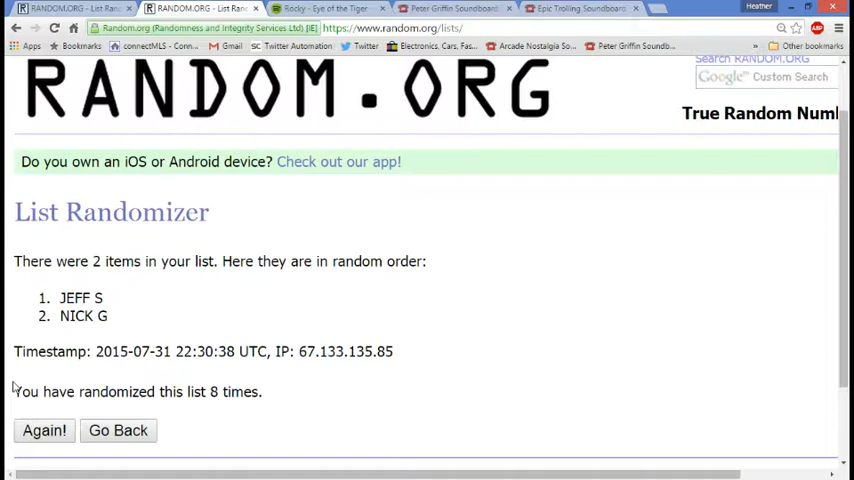 RANDOM.ORG - List Ran
RANDOM.ORG - List Ran
Rocky - Eye of the Tiger
Peter Griffin Soundboard
Epic Trolling Soundboard
Heather
Random.org (Randomness and Integrity Services Ltd.) [IE]
https://www.random.org/lists/
ABP
Apps
Bookmarks
connectMLS - Conn
Gmail
Twitter Automation
Twitter
Electronics, Cars, Fas
Arcade Nostalgia So
Peter Griffin Soundb
Other bookmarks
Search RANDOM.ORG
RANDOM.ORG
Google™ Custom Search
True Random Numb
Do you own an iOS or Android device? Check out our app!
List Randomizer
There were 2 items in your list. Here they are in random order:
1. JEFF S
2. NICK G
Timestamp: 2015-07-31 22:30:38 UTC, IP: 67.133.135.85
You have randomized this list 8 times.
Again!
Go Back